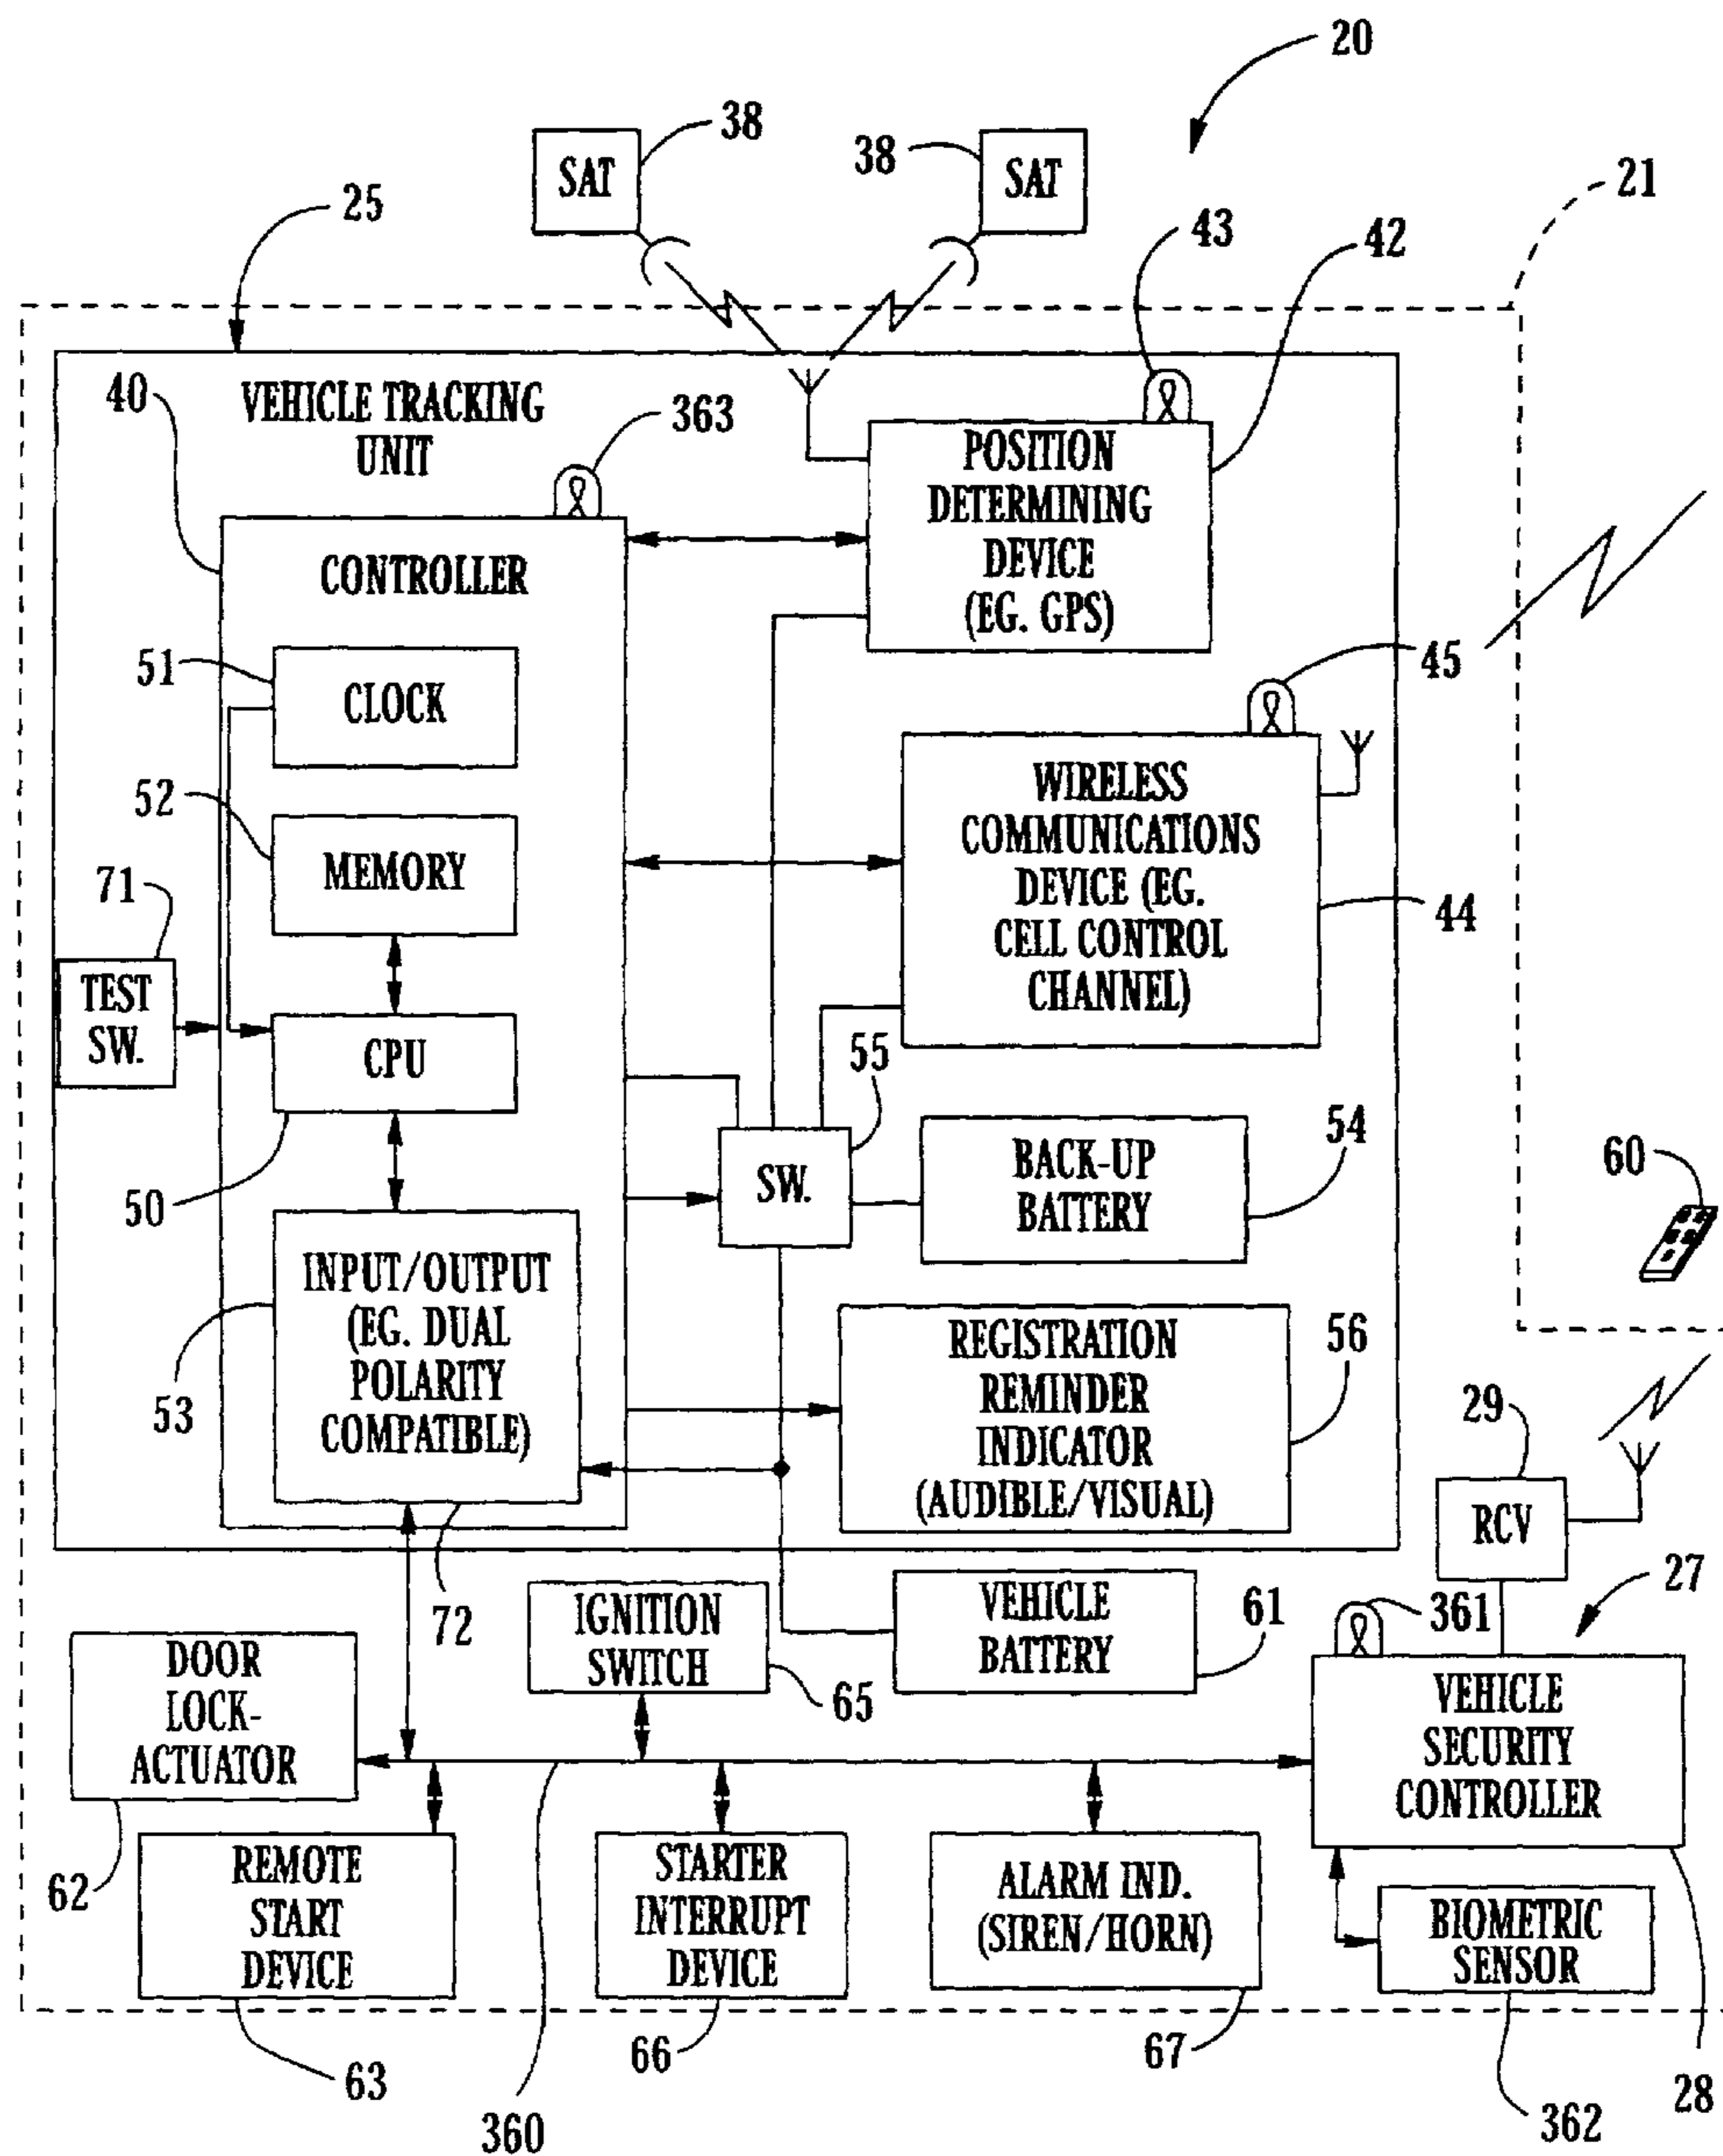 20
38
38
SAT
SAT
21
25
43
42
40
VEHICLE TRACKING
UNIT
363
POSITION
DETERMINING
DEVICE
(EG. GPS)
CONTROLLER
51
CLOCK
45
52
MEMORY
WIRELESS
COMMUNICATIONS
DEVICE (EG.
CELL CONTROL
CHANNEL)
44
71
TEST
SW.
CPU
55
50
SW.
BACK-UP
BATTERY
54
60
INPUT/OUTPUT
(EG. DUAL
POLARITY
COMPATIBLE)
53
REGISTRATION
REMINDER
INDICATOR
(AUDIBLE/VISUAL)
56
29
RCV
72
IGNITION
SWITCH
65
VEHICLE
BATTERY
61
361
27
DOOR
LOCK-
ACTUATOR
62
VEHICLE
SECURITY
CONTROLLER
REMOTE
START
DEVICE
63
STARTER
INTERRUPT
DEVICE
66
ALARM IND.
(SIREN/HORN)
67
BIOMETRIC
SENSOR
28
360
362